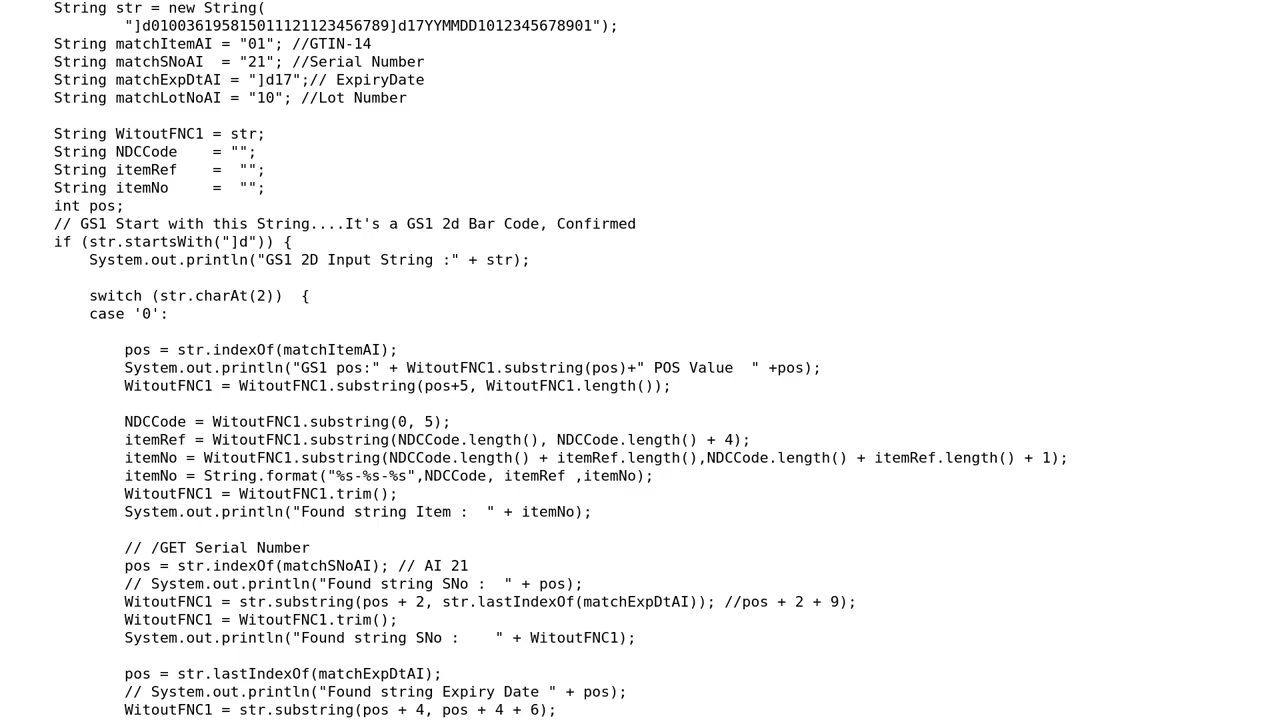 String str = new String(
"]d01003619581501112112345​6789]d17YYMMDD1012345678901");
String matchItemAI = "01"; //GTIN-14
String matchSNoAI  = "21"; //Serial Number
String matchExpDtAI = "]d17";// ExpiryDate
String matchLotNoAI = "10"; //Lot Number
String WitoutFNC1 = str;
String NDCCode    = "";
String itemRef    =  "";
String itemNo     =  "";
int pos;
// GS1 Start with this String....It's a GS1 2d Bar Code, Confirmed
if (str.startsWith("]d")) {
System.out.println("GS1 2D Input String :" + str);
switch (str.charAt(2))  {
case '0':
pos = str.indexOf(matchItemAI);
System.out.println("GS1 pos:" + WitoutFNC1.substring(pos)+" POS Value  " +pos);
WitoutFNC1 = WitoutFNC1.substring(pos+5, WitoutFNC1.length());
NDCCode = WitoutFNC1.substring(0, 5);
itemRef = WitoutFNC1.substring(NDCCode.length(), NDCCode.length() + 4);
itemNo = WitoutFNC1.substring(NDCCode.length() + itemRef.length(),NDCCode.length() + itemRef.length() + 1);
itemNo = String.format("%s-%s-%s",NDCCode, itemRef ,itemNo);
WitoutFNC1 = WitoutFNC1.trim();
System.out.println("Found string Item :  " + itemNo);
// /GET Serial Number
pos = str.indexOf(matchSNoAI); // AI 21
// System.out.println("Found string SNo :  " + pos);
WitoutFNC1 = str.substring(pos + 2, str.lastIndexOf(matchExpDtAI)); //pos + 2 + 9);
WitoutFNC1 = WitoutFNC1.trim();
System.out.println("Found string SNo :    " + WitoutFNC1);
pos = str.lastIndexOf(matchExpDtAI);
// System.out.println("Found string Expiry Date " + pos);
WitoutFNC1 = str.substring(pos + 4, pos + 4 + 6);